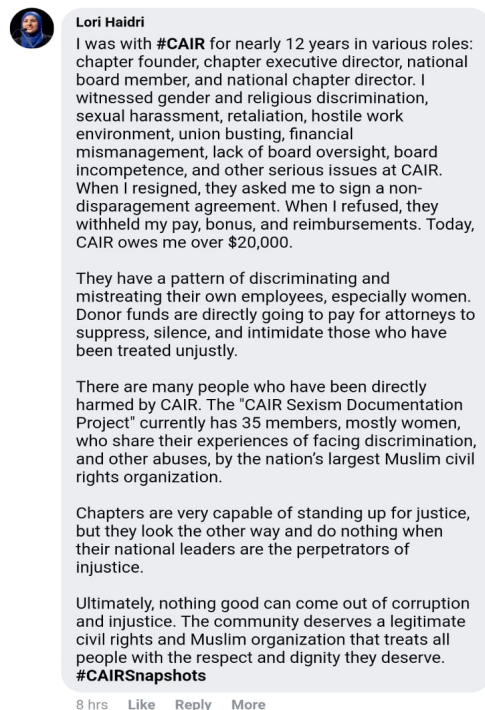 Lori Haidri
I was with #CAIR for nearly 12 years in various roles:
chapter founder, chapter executive director, national
board member, and national chapter director. I
witnessed gender and religious discrimination,
sexual harassment, retaliation, hostile work
environment, union busting, financial
mismanagement, lack of board oversight, board
incompetence, and other serious issues at CAIR.
When I resigned, they asked me to sign a non-
disparagement agreement. When I refused, they
withheld my pay, bonus, and reimbursements. Today,
CAIR owes me over $20,000.
They have a pattern of discriminating and
mistreating their own employees, especially women.
Donor funds are directly going to pay for attorneys to
suppress, silence, and intimidate those who have
been treated unjustly.
There are many people who have been directly
harmed by CAIR. The "CAIR Sexism Documentation
Project" currently has 35 members, mostly women,
who share their experiences of facing discrimination,
and other abuses, by the nation's largest Muslim civil
rights organization.
Chapters are very capable of standing up for justice,
but they look the other way and do nothing when
their national leaders are the perpetrators of
injustice.
Ultimately, nothing good can come out of corruption
and injustice. The community deserves a legitimate
civil rights and Muslim organization that treats all
people with the respect and dignity they deserve.
#CAIRSnapshots
8 hrs Like Reply More